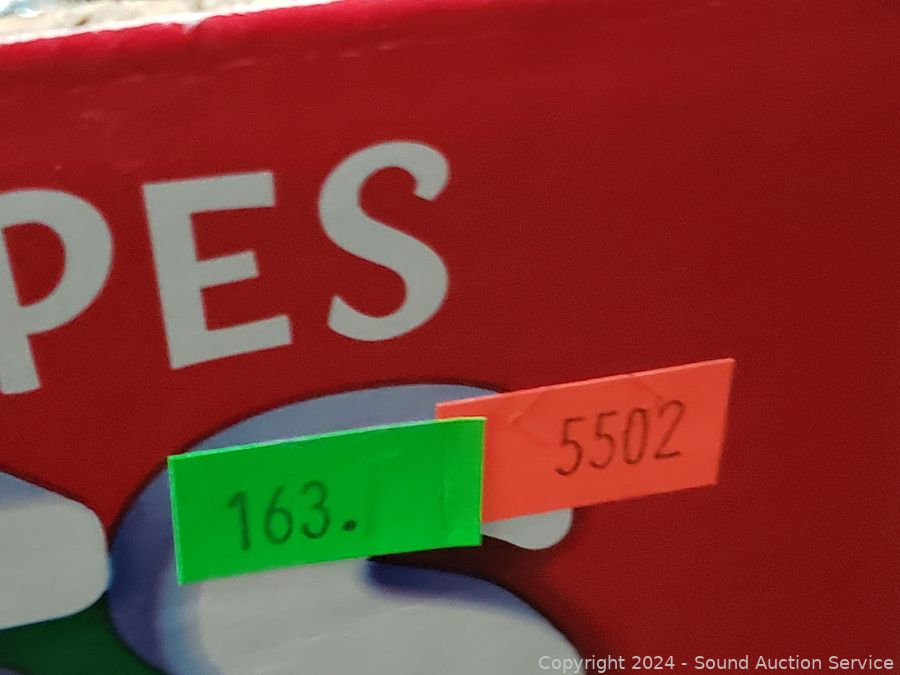 PES
5502
163.
Copyright © 2024 - Sound Auction Service